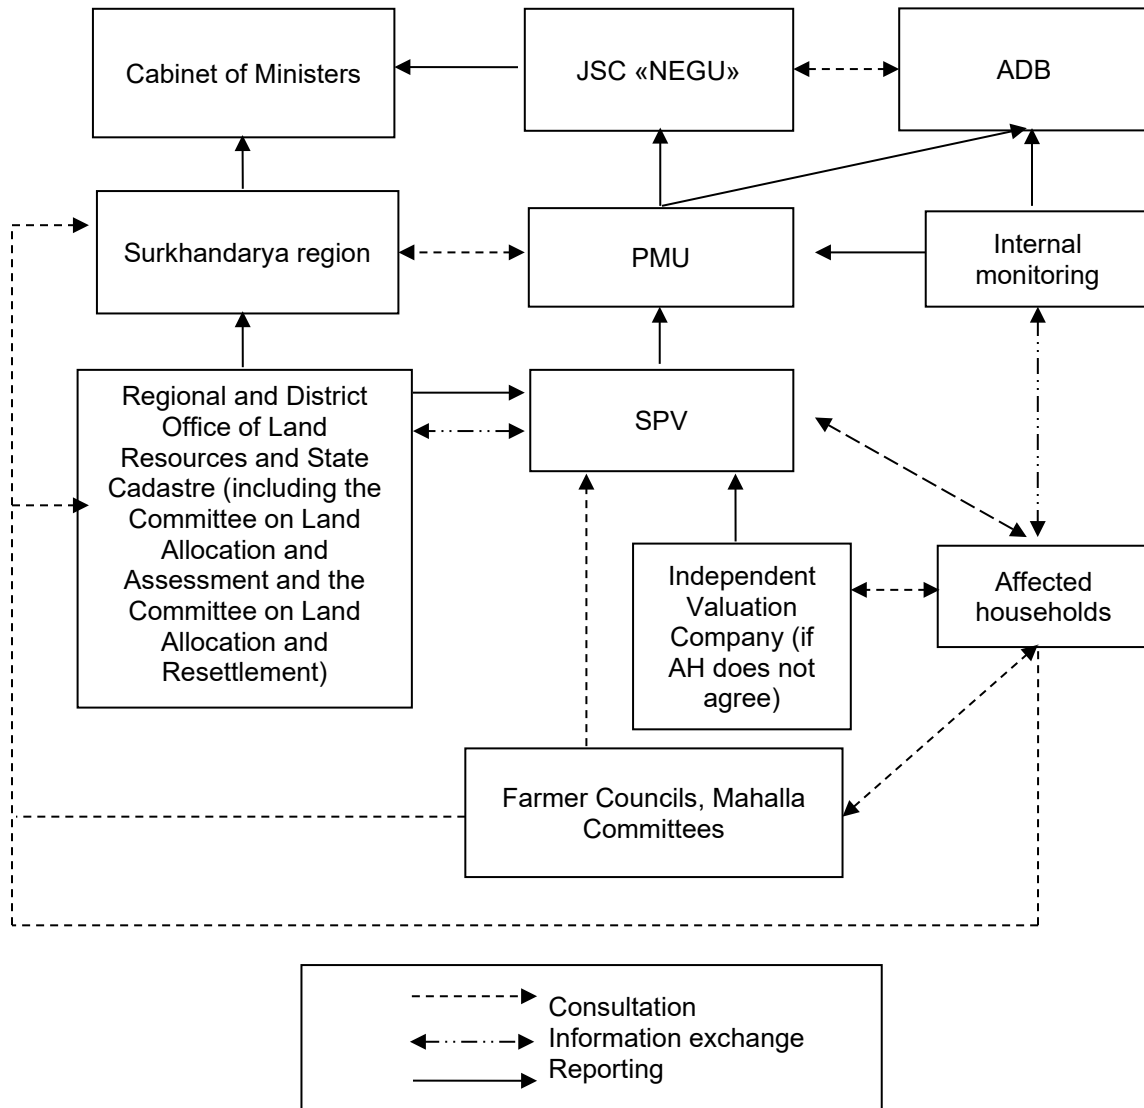 Cabinet of Ministers
JSC «NEGU»
ADB
Surkhandarya region
PMU
Internal
monitoring
Regional and District
Office of Land
Resources and State
Cadastre (including the
Committee on Land
Allocation and
Assessment and the
Committee on Land
Allocation and
Resettlement)
SPV
Independent
Valuation
Company (if
AH does not
agree)
Affected
households
Farmer Councils, Mahalla
Committees
Consultation
Information exchange
Reporting